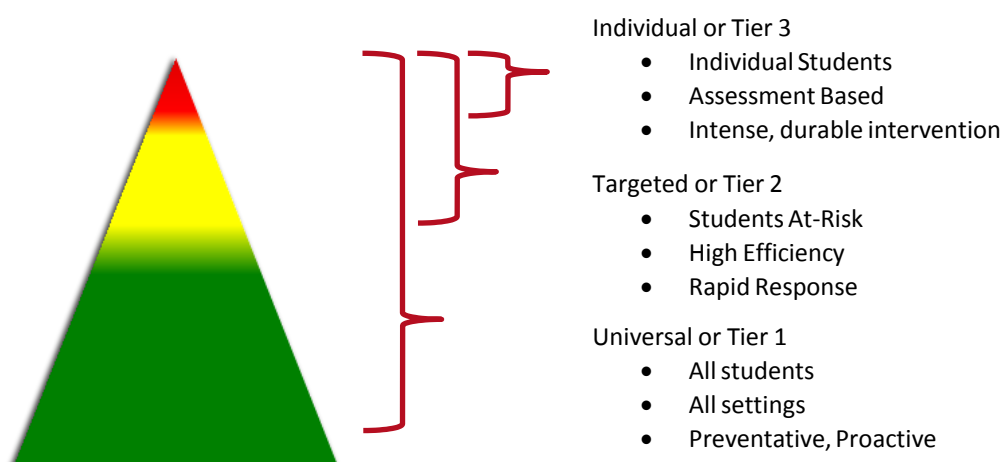 Individual or Tier 3
• Individual Students
• Assessment Based
• Intense, durable intervention
Targeted or Tier 2
• Students At-Risk
• High Efficiency
• Rapid Response
Universal or Tier 1
• All students
• All settings
• Preventative, Proactive